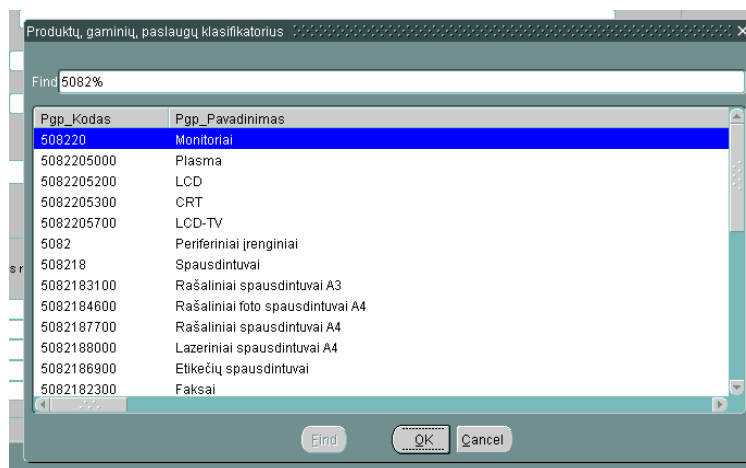 Produktų, gaminių, paslaugų klasifikatorius
Find 5082%
Pgp_Kodas Pgp_Pavadinimas
508220 Monitoriai
5082205000 Plasma
5082205200 LCD
5082205300 CRT
5082205700 LCD-TV
5082 Periferiniai įrenginiai
508218 Spausdintuvai
5082183100 Rašaliniai spausdintuvai A3
5082184600 Rašaliniai foto spausdintuvai A4
5082187700 Rašaliniai spausdintuvai A4
5082188000 Lazeriniai spausdintuvai A4
5082186900 Etikečių spausdintuvai
5082182300 Faksai
Find OK Cancel